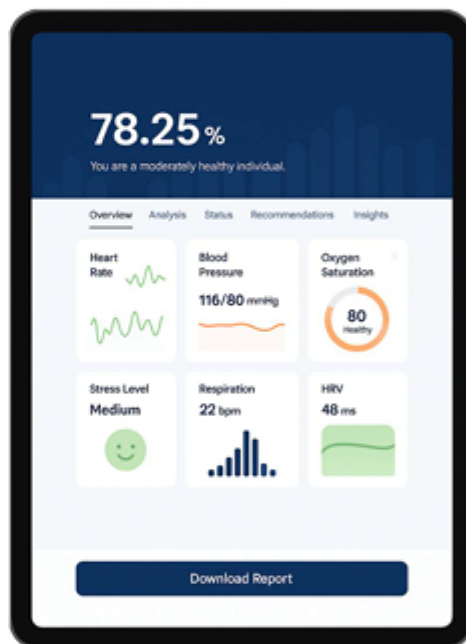 78.25%
You are a moderately healthy individual.
Overview Analysis Status Recommendations Insights
Heart
Rate
Blood
Pressure
116/80 mmHg
Oxygen
Saturation
80
Healthy
Stress Level
Medium
Respiration
22 bpm
HRV
48 ms
Download Report